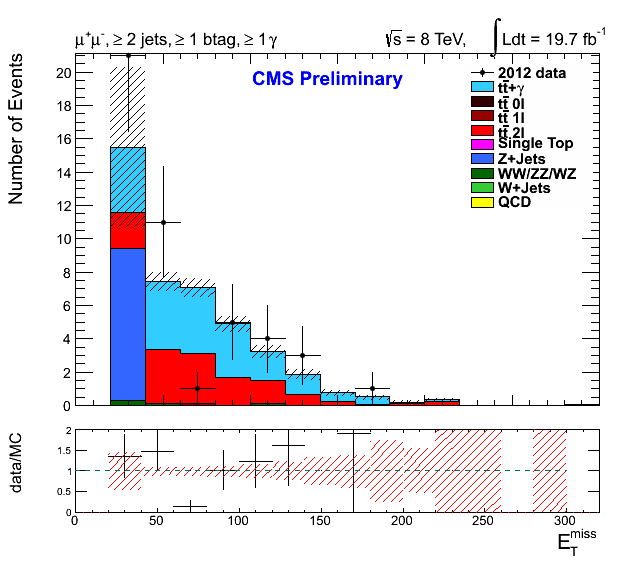 μ⁺μ⁻, ≥ 2 jets, ≥ 1 btag, ≥ 1 γ √s = 8 TeV, ∫ Ldt = 19.7 fb⁻¹
CMS Preliminary
Number of Events
20
18
16
14
12
10
8
6
4
2
0
2012 data
tt̄+γ
tt̄ 0l
tt̄ 1l
tt̄ 2l
Single Top
Z+Jets
WW/ZZ/WZ
W+Jets
QCD
data/MC
2
1.5
1
0.5
0
0 50 100 150 200 250 300
E_T^miss